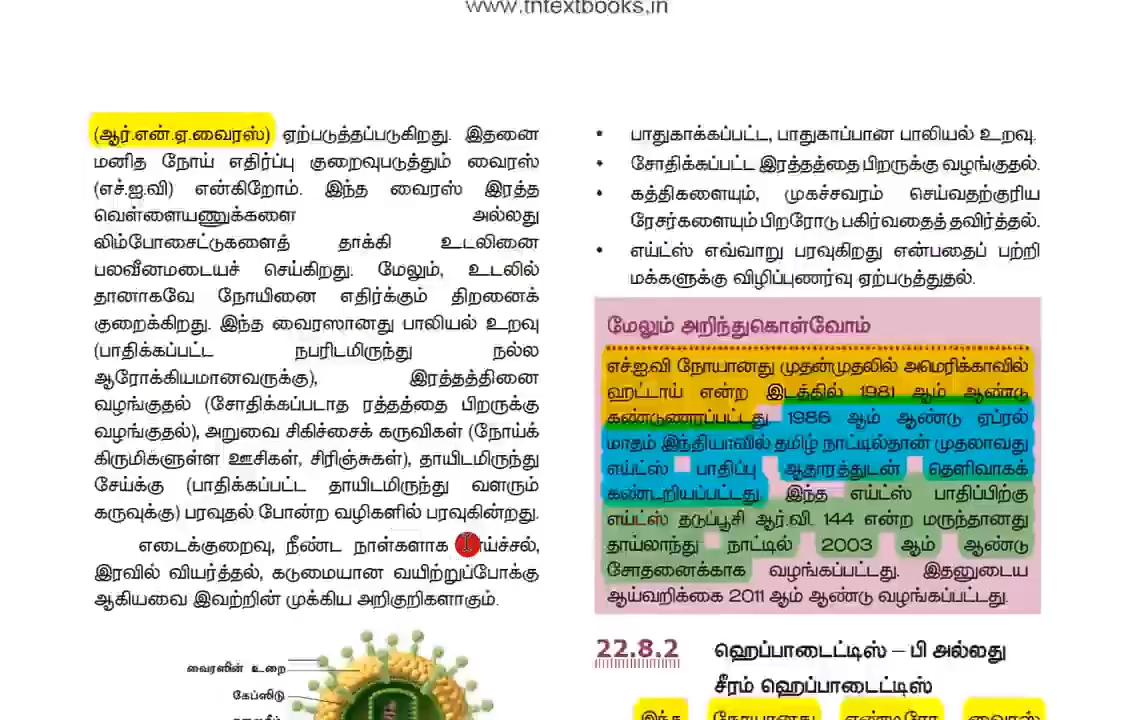 www.tntextbooks.in
(ஆர்.என்.ஏ.வைரஸ்) ஏற்படுத்தப்படுகிறது. இதனை
மனித நோய் எதிர்ப்பு குறைவுபடுத்தும் வைரஸ்
(எச்.ஐ.வி) என்கிறோம். இந்த வைரஸ் இரத்த
வெள்ளையணுக்களை அல்லது
லிம்போசைட்டுகளைத் தாக்கி உடலினை
பலவீனமடையச் செய்கிறது. மேலும், உடலில்
தானாகவே நோயினை எதிர்க்கும் திறனைக்
குறைக்கிறது. இந்த வைரஸானது பாலியல் உறவு
(பாதிக்கப்பட்ட நபரிடமிருந்து நல்ல
ஆரோக்கியமானவருக்கு), இரத்தத்தினை
வழங்குதல் (சோதிக்கப்படாத ரத்தத்தை பிறருக்கு
வழங்குதல்), அறுவை சிகிச்சைக் கருவிகள் (நோய்க்
கிருமிகளுள்ள ஊசிகள், சிரிஞ்சுகள்), தாயிடமிருந்து
சேய்க்கு (பாதிக்கப்பட்ட தாயிடமிருந்து வளரும்
கருவுக்கு) பரவுதல் போன்ற வழிகளில் பரவுகின்றது.
எடைக்குறைவு, நீண்ட நாள்களாக
இரவில் வியர்த்தல், கடுமையான வயிற்றுப்போக்கு
ஆகியவை இவற்றின் முக்கிய அறிகுறிகளாகும்.
வைரஸின் உறை
கேப்ஸிடு
• பாதுகாக்கப்பட்ட, பாதுகாப்பான பாலியல் உறவு.
• சோதிக்கப்பட்ட இரத்தத்தை பிறருக்கு வழங்குதல்.
• கத்திகளையும், முகச்சவரம் செய்வதற்குரிய
ரேசர்களையும் பிறரோடு பகிர்வதைத் தவிர்த்தல்.
• எய்ட்ஸ் எவ்வாறு பரவுகிறது என்பதைப் பற்றி
மக்களுக்கு விழிப்புணர்வு ஏற்படுத்துதல்.
மேலும் அறிந்துகொள்வோம்
எச்ஐவி நோயானது முதன்முதலில் அமெரிக்காவில்
ஹட்டாய் என்ற இடத்தில் 1981 ஆம் ஆண்டு
கண்டுணரப்பட்டது. 1986 ஆம் ஆண்டு ஏப்ரல்
மாதம் இந்தியாவில் தமிழ் நாட்டில்தான் முதலாவது
எய்ட்ஸ் பாதிப்பு ஆதாரத்துடன் தெளிவாகக்
கண்டறியப்பட்டது. இந்த எய்ட்ஸ் பாதிப்பிற்கு
எய்ட்ஸ் தடுப்பூசி ஆர்.வி. 144 என்ற மருந்தானது
தாய்லாந்து நாட்டில் 2003 ஆம் ஆண்டு
சோதனைக்காக வழங்கப்பட்டது. இதனுடைய
ஆய்வறிக்கை 2011 ஆம் ஆண்டு வழங்கப்பட்டது.
22.8.2 ஹெப்பாடைட்டிஸ் – பி அல்லது
சீரம் ஹெப்பாடைட்டிஸ்
இந்த நோயானது வைரஸ்